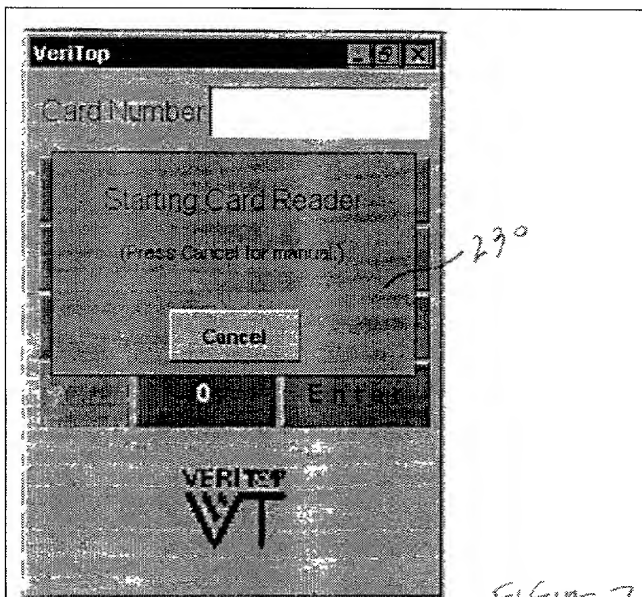 VeriTop
Card Number
Starting Card Reader
(Press Cancel for manual.)
230
Cancel
0 Enter
VERITOP
VT